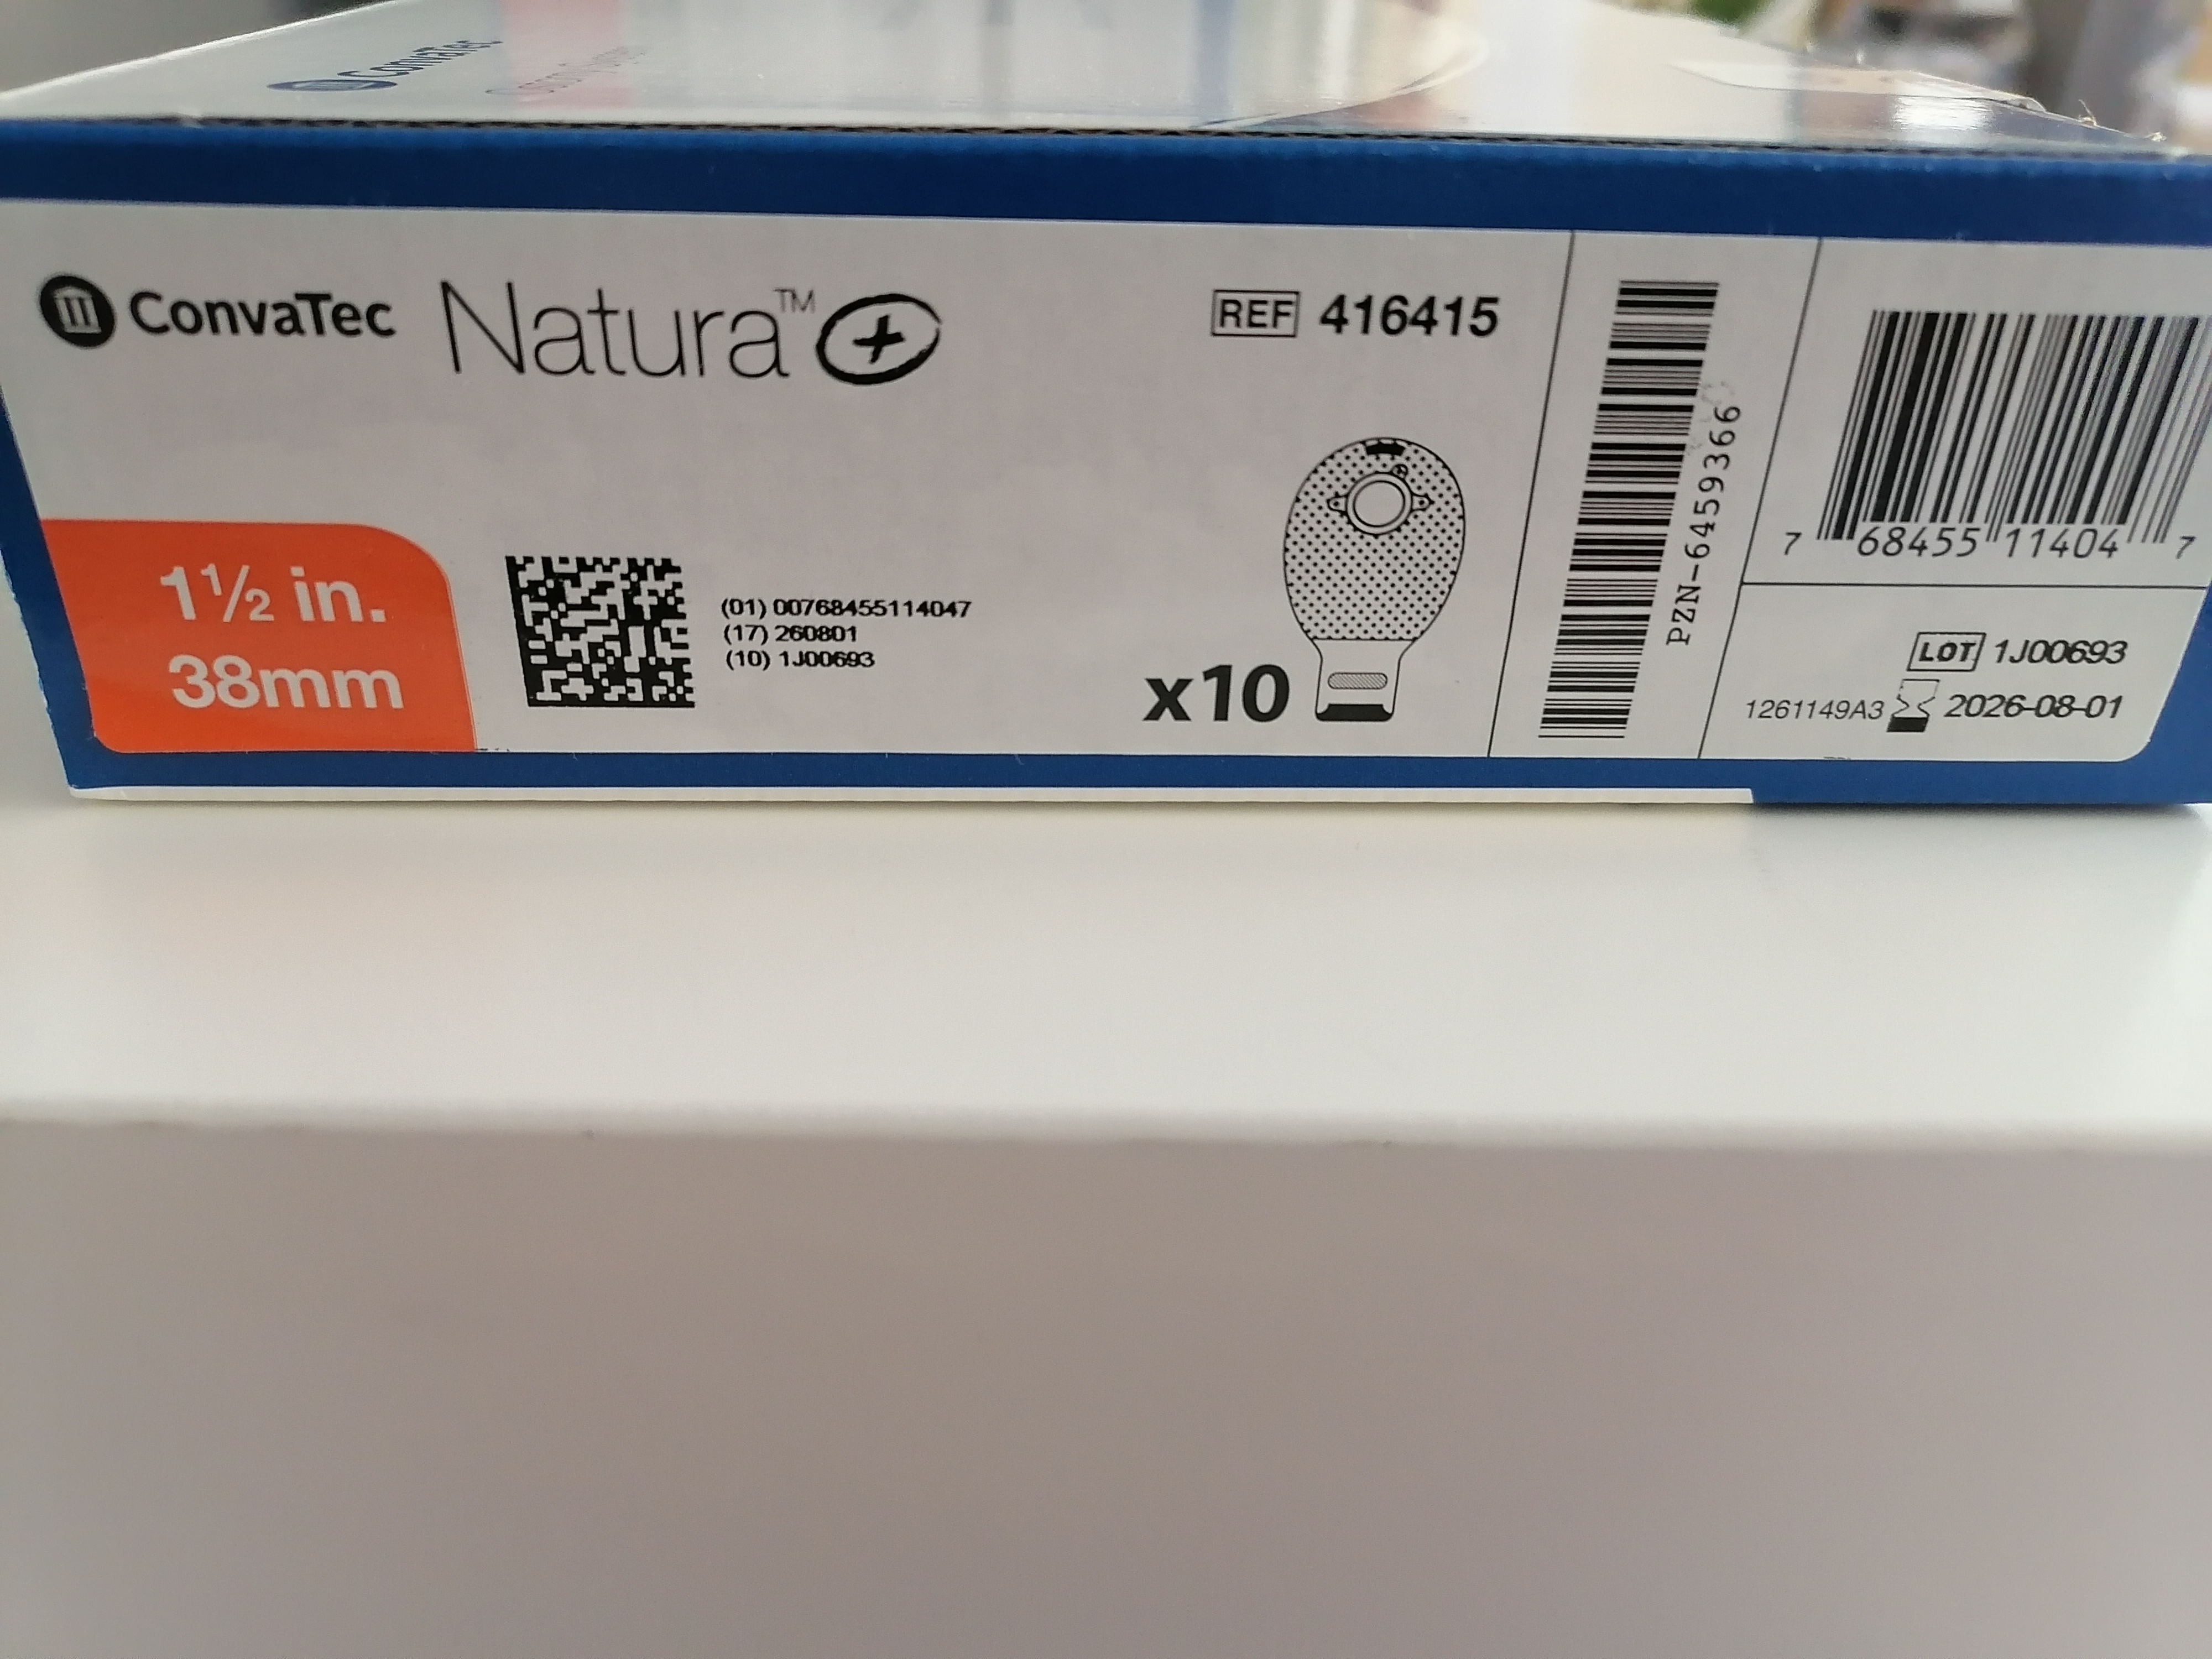 ConvaTec
ConvaTec Natura™+
REF 416415
1½ in.
38mm
(01) 00768455114047
(17) 260801
(10) 1J00693
x10
PZN-6459366
7 68455 11404 7
LOT 1J00693
1261149A3 2026-08-01